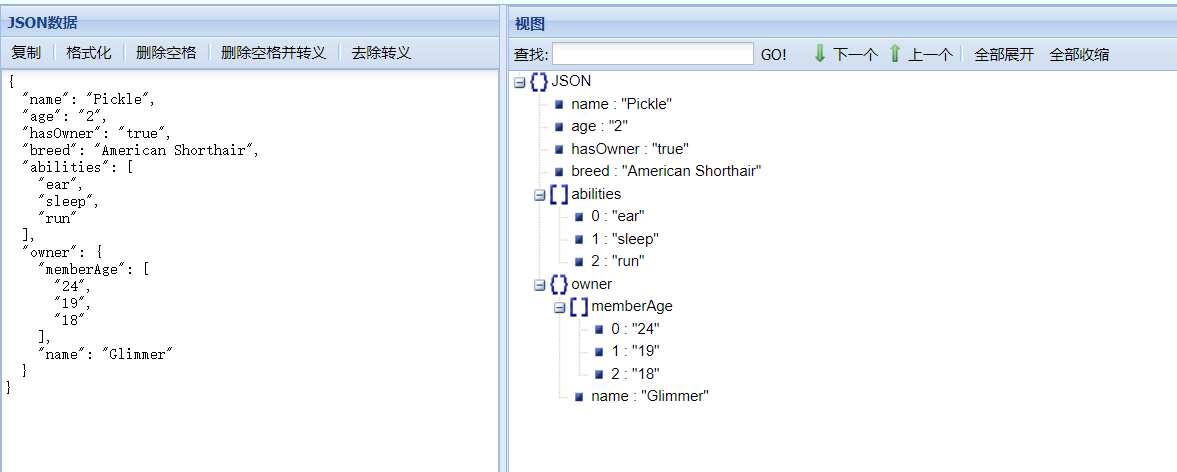 JSON数据
复制 格式化 删除空格 删除空格并转义 去除转义
{
"name": "Pickle",
"age": "2",
"hasOwner": "true",
"breed": "American Shorthair",
"abilities": [
"ear",
"sleep",
"run"
],
"owner": {
"memberAge": [
"24",
"19",
"18"
],
"name": "Glimmer"
}
}
视图
查找: GO! 下一个 上一个 全部展开 全部收缩
{}JSON
name : "Pickle"
age : "2"
hasOwner : "true"
breed : "American Shorthair"
[]abilities
0 : "ear"
1 : "sleep"
2 : "run"
{}owner
[]memberAge
0 : "24"
1 : "19"
2 : "18"
name : "Glimmer"